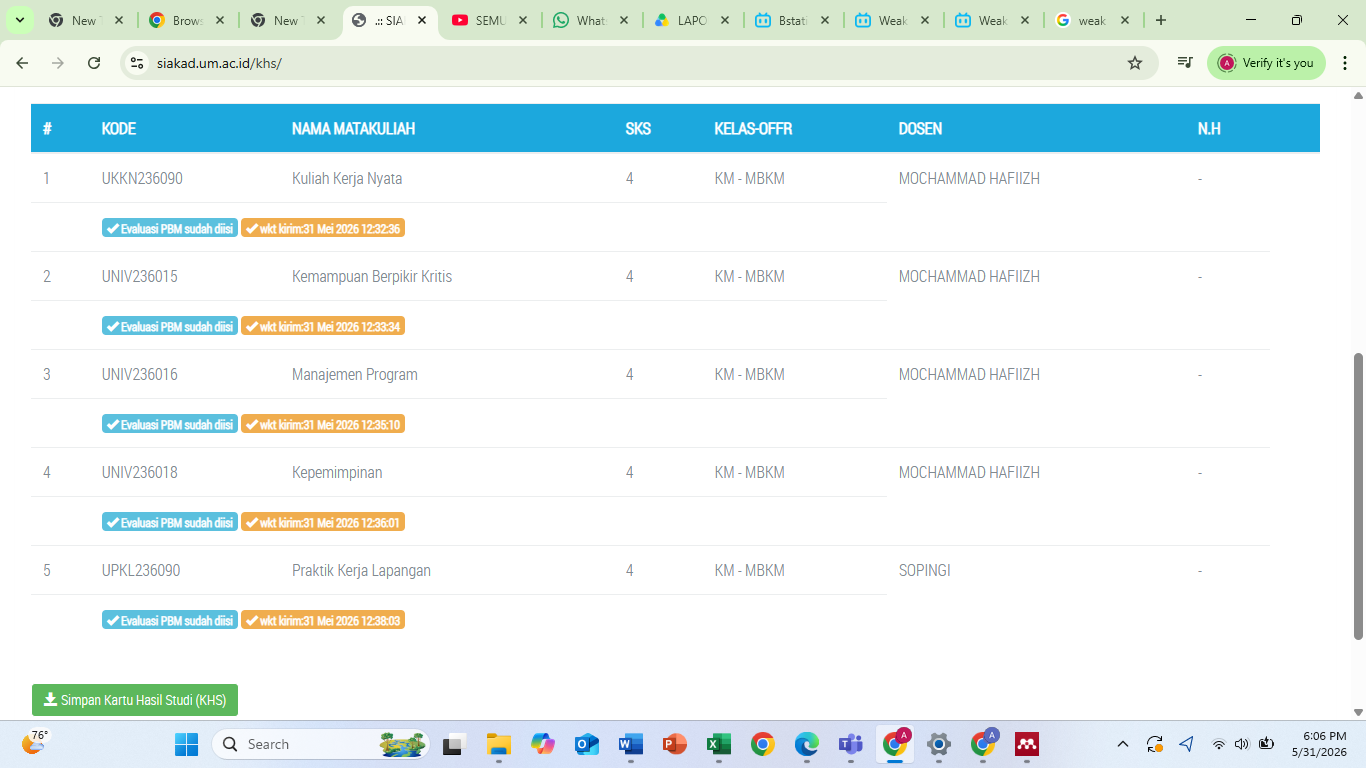 New T
Brows
New T
.:: SIA
SEMU
What
LAPO
Bstati
Weak
Weak
weak
siakad.um.ac.id/khs/
A
Verify it's you
# KODE NAMA MATAKULIAH SKS KELAS-OFFR DOSEN N.H
1 UKKN236090 Kuliah Kerja Nyata 4 KM - MBKM MOCHAMMAD HAFIIZH -
Evaluasi PBM sudah diisi wkt kirim:31 Mei 2026 12:32:36
2 UNIV236015 Kemampuan Berpikir Kritis 4 KM - MBKM MOCHAMMAD HAFIIZH -
Evaluasi PBM sudah diisi wkt kirim:31 Mei 2026 12:33:34
3 UNIV236016 Manajemen Program 4 KM - MBKM MOCHAMMAD HAFIIZH -
Evaluasi PBM sudah diisi wkt kirim:31 Mei 2026 12:35:10
4 UNIV236018 Kepemimpinan 4 KM - MBKM MOCHAMMAD HAFIIZH -
Evaluasi PBM sudah diisi wkt kirim:31 Mei 2026 12:36:01
5 UPKL236090 Praktik Kerja Lapangan 4 KM - MBKM SOPINGI -
Evaluasi PBM sudah diisi wkt kirim:31 Mei 2026 12:38:03
Simpan Kartu Hasil Studi (KHS)
76°
Search
6:06 PM
5/31/2026